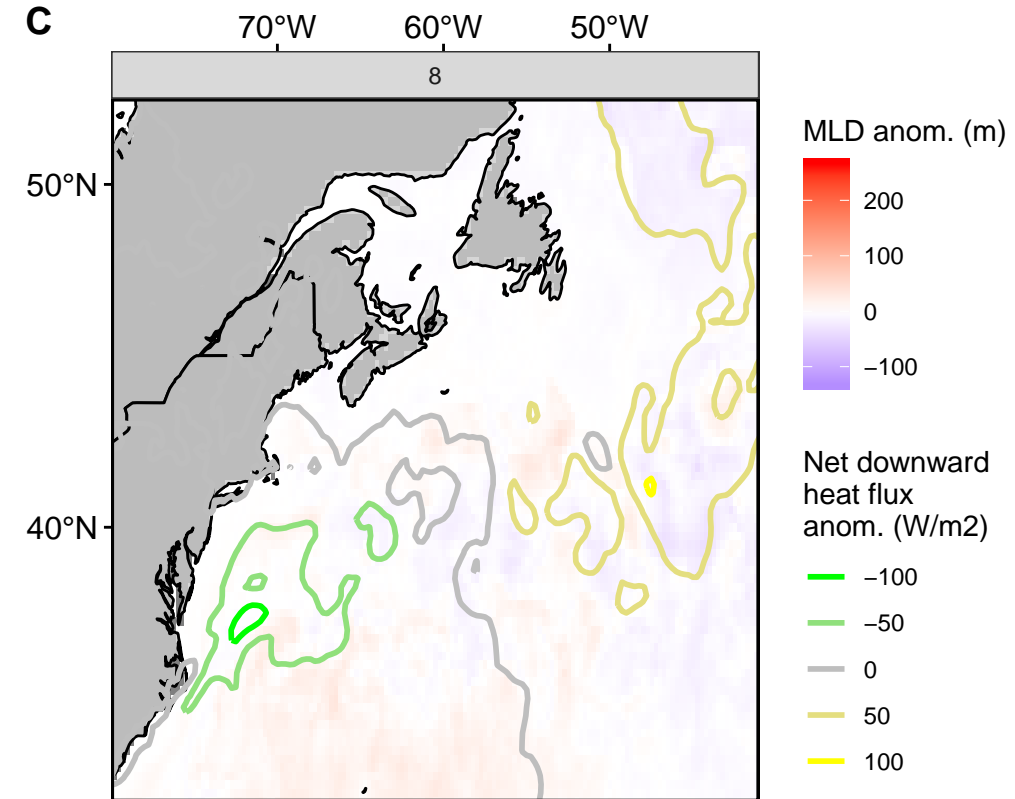 C
70°W 60°W 50°W
8
50°N
40°N
MLD anom. (m)
200
100
0
−100
Net downward
heat flux
anom. (W/m2)
−100
−50
0
50
100